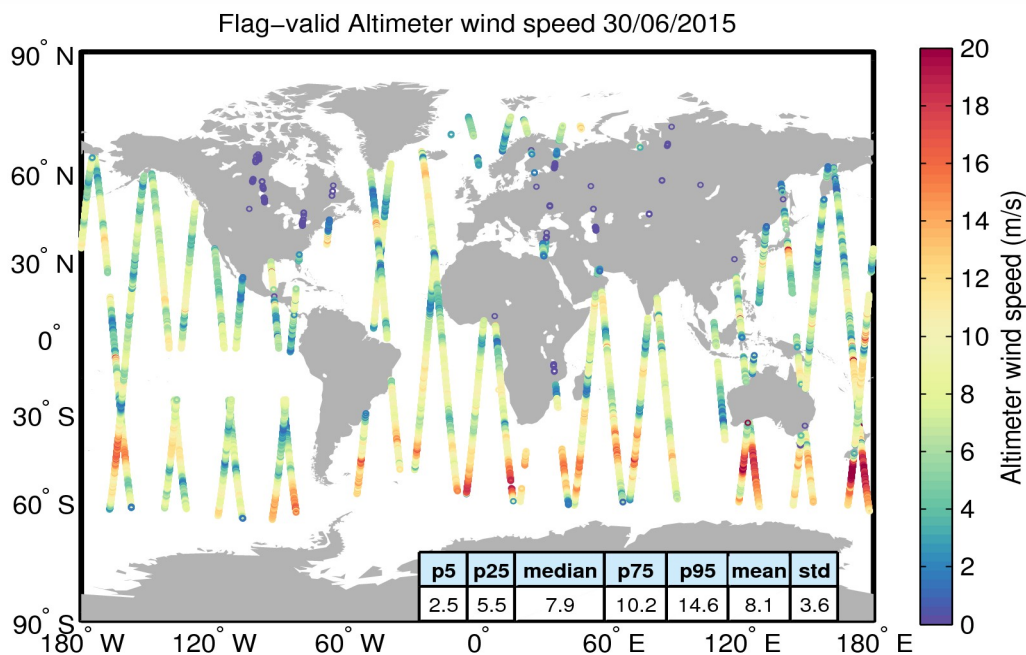 Flag−valid Altimeter wind speed 30/06/2015
90° N
60° N
30° N
0°
30° S
60° S
90° S
180° W
120° W
60° W
0°
60° E
120° E
180° E
p5 p25 median p75 p95 mean std
2.5 5.5 7.9 10.2 14.6 8.1 3.6
20
18
16
14
12
10
8
6
4
2
0
Altimeter wind speed (m/s)